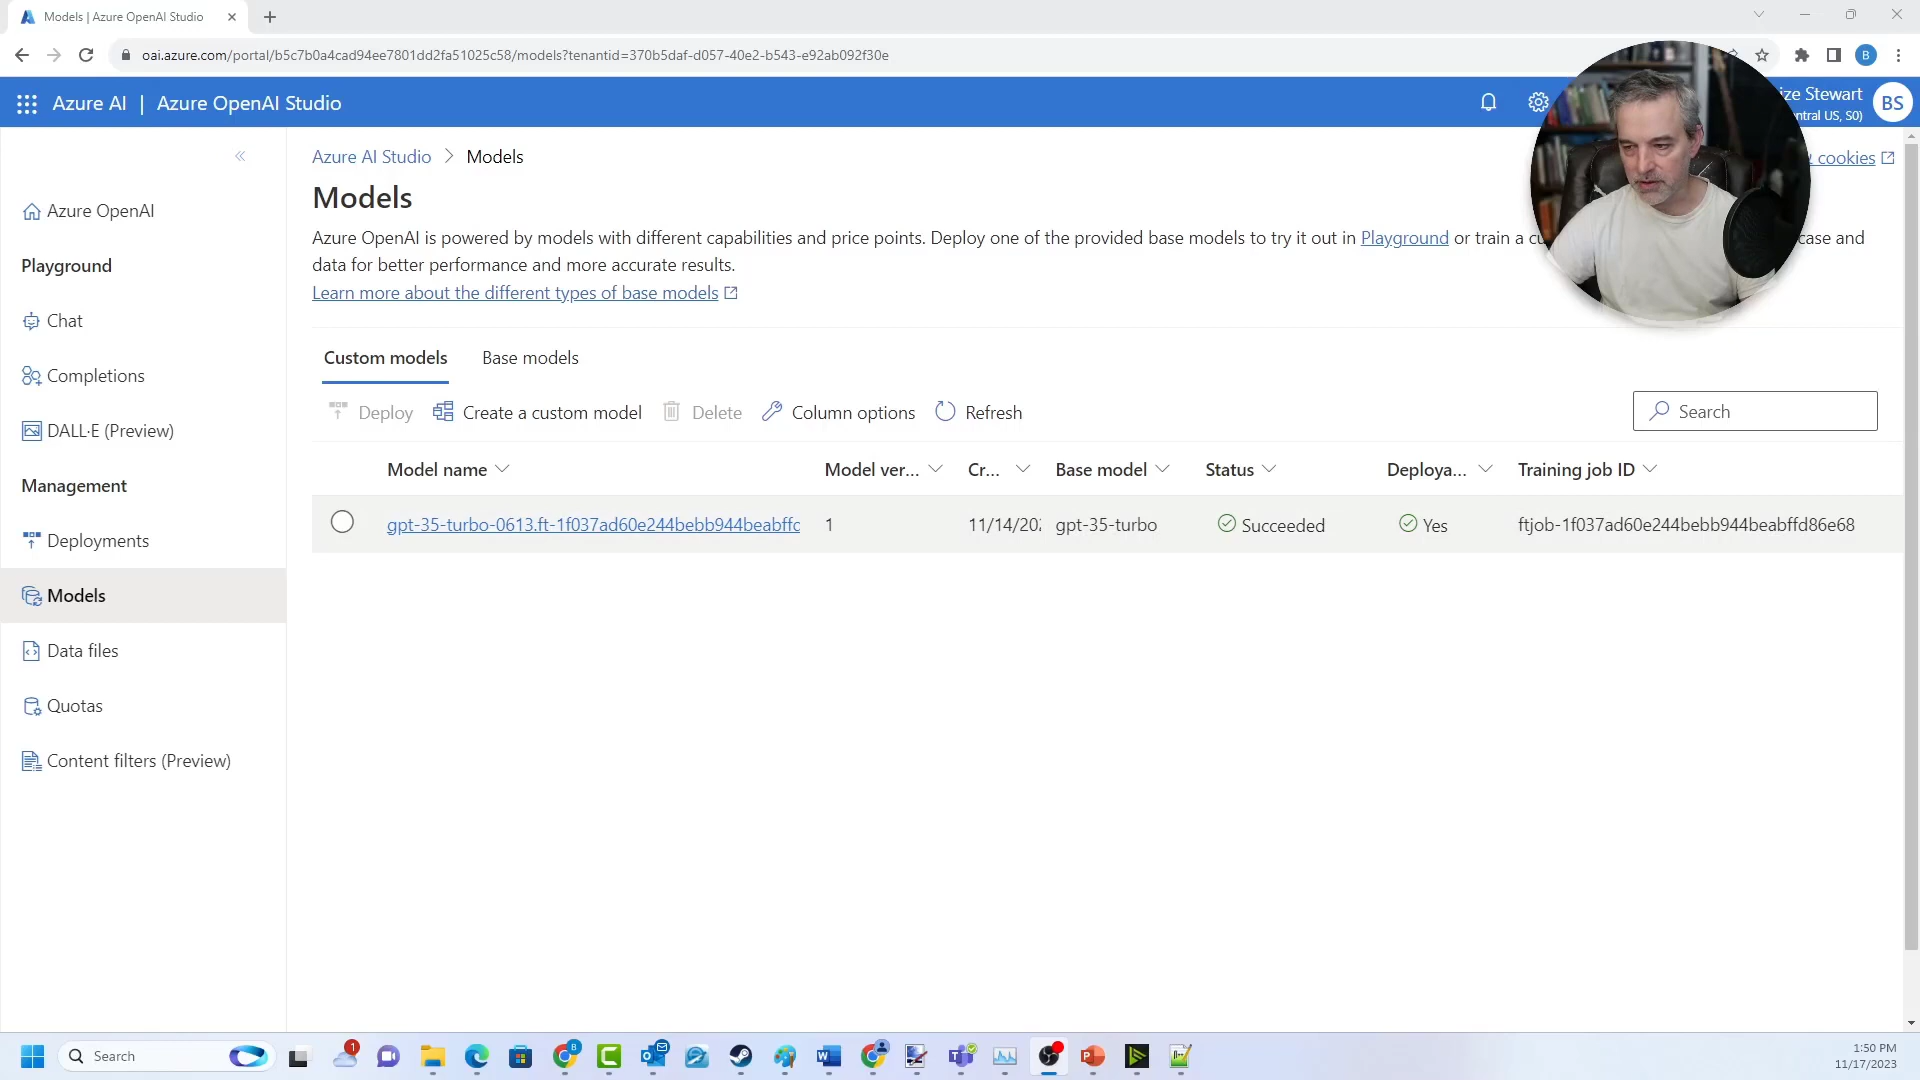 Models | Azure OpenAI Studio
oai.azure.com/portal/b5c7b0a4cad94ee7801dd2fa51025c58/models?tenantid=370b5daf-d057-40e2-b543-e92ab092f30e
B
Azure AI | Azure OpenAI Studio
ize Stewart
ntral US, S0)
BS
Azure AI Studio > Models
cookies
Models
Azure OpenAI is powered by models with different capabilities and price points. Deploy one of the provided base models to try it out in Playground or train a cu case and
data for better performance and more accurate results.
Learn more about the different types of base models
Azure OpenAI
Playground
Chat
Completions
DALL·E (Preview)
Management
Deployments
Models
Data files
Quotas
Content filters (Preview)
Custom models Base models
Deploy Create a custom model Delete Column options Refresh Search
Model name Model ver... Cr... Base model Status Deploya... Training job ID
gpt-35-turbo-0613.ft-1f037ad60e244bebb944beabffc 1 11/14/202 gpt-35-turbo Succeeded Yes ftjob-1f037ad60e244bebb944beabffd86e68
Search
1
1:50 PM
11/17/2023